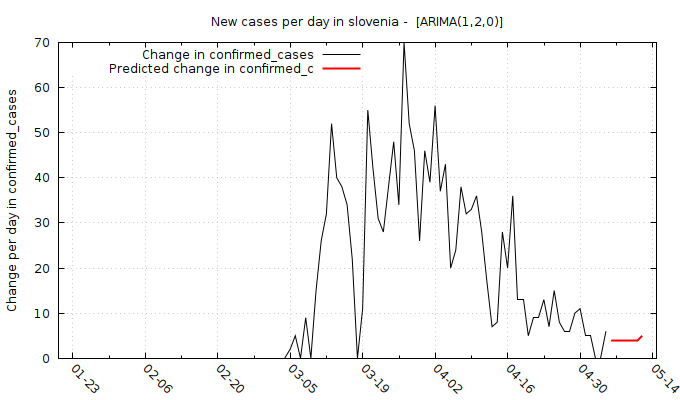 New cases per day in slovenia -  [ARIMA(1,2,0)]
Change in confirmed_cases
Predicted change in confirmed_c
Change per day in confirmed_cases
70
60
50
40
30
20
10
0
01-23 02-06 02-20 03-05 03-19 04-02 04-16 04-30 05-14